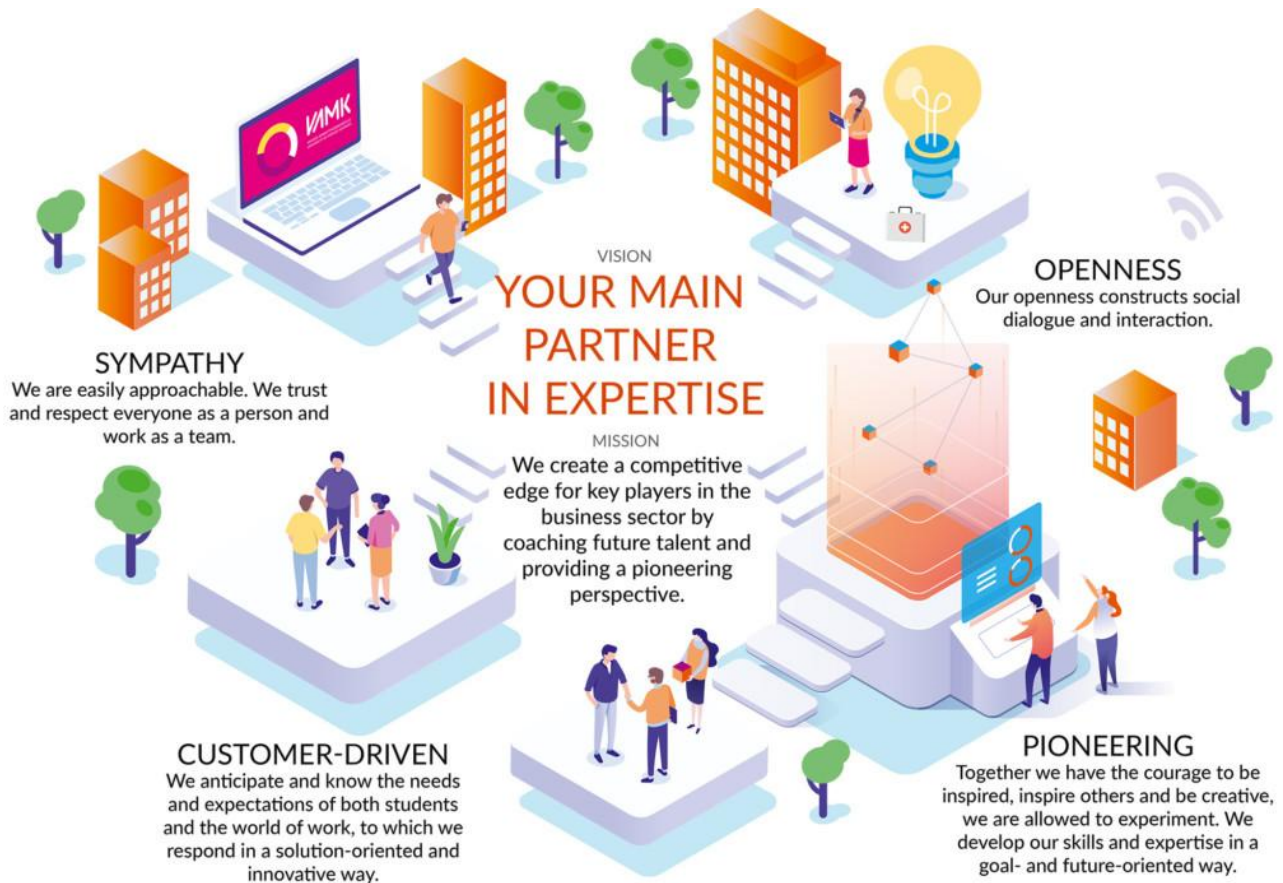 VAMK
VISION
YOUR MAIN
PARTNER
IN EXPERTISE
MISSION
We create a competitive
edge for key players in the
business sector by
coaching future talent and
providing a pioneering
perspective.
OPENNESS
Our openness constructs social
dialogue and interaction.
SYMPATHY
We are easily approachable. We trust
and respect everyone as a person and
work as a team.
CUSTOMER-DRIVEN
We anticipate and know the needs
and expectations of both students
and the world of work, to which we
respond in a solution-oriented and
innovative way.
PIONEERING
Together we have the courage to be
inspired, inspire others and be creative,
we are allowed to experiment. We
develop our skills and expertise in a
goal- and future-oriented way.